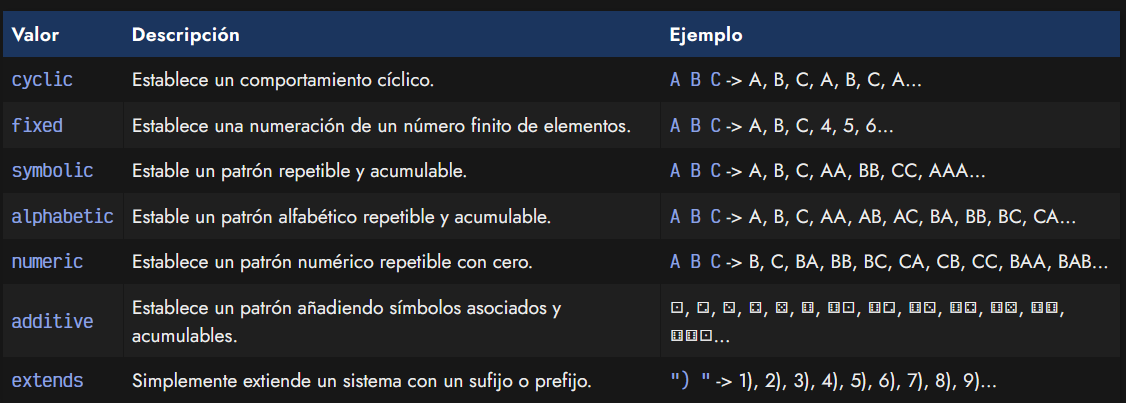 Valor Descripción Ejemplo
cyclic Establece un comportamiento cíclico. A B C -> A, B, C, A, B, C, A...
fixed Establece una numeración de un número finito de elementos. A B C -> A, B, C, 4, 5, 6...
symbolic Estable un patrón repetible y acumulable. A B C -> A, B, C, AA, BB, CC, AAA...
alphabetic Estable un patrón alfabético repetible y acumulable. A B C -> A, B, C, AA, AB, AC, BA, BB, BC, CA...
numeric Establece un patrón numérico repetible con cero. A B C -> B, C, BA, BB, BC, CA, CB, CC, BAA, BAB...
additive Establece un patrón añadiendo símbolos asociados y ⚀, ⚁, ⚂, ⚃, ⚄, ⚅, ⚅⚀, ⚅⚁, ⚅⚂, ⚅⚃, ⚅⚄, ⚅⚅,
acumulables. ⚅⚅⚀...
extends Simplemente extiende un sistema con un sufijo o prefijo. ") " -> 1), 2), 3), 4), 5), 6), 7), 8), 9)...